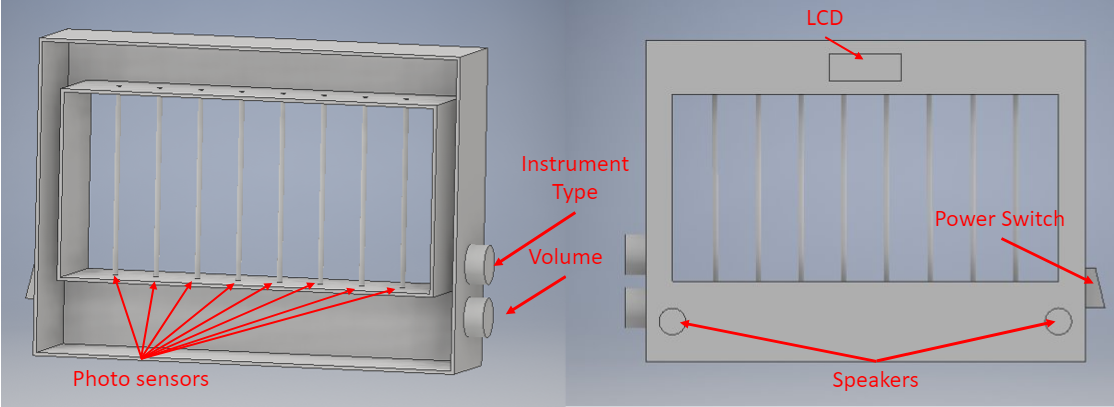 LCD
Instrument
Type
Power Switch
Volume
Photo sensors
Speakers